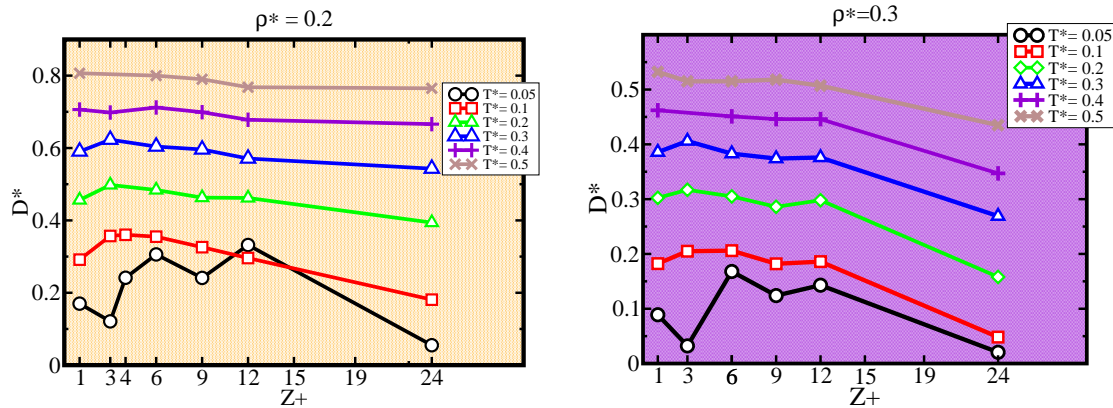 ρ* = 0.2
D*
0.8
0.6
0.4
0.2
0
1 3 4 6 9 12 15 19 24
Z+
T*= 0.05
T*= 0.1
T*= 0.2
T*= 0.3
T*= 0.4
T*= 0.5
ρ*=0.3
D*
0.5
0.4
0.3
0.2
0.1
0
1 3 6 9 12 15 19 24
Z+
T*= 0.05
T*= 0.1
T*= 0.2
T*= 0.3
T*= 0.4
T*= 0.5